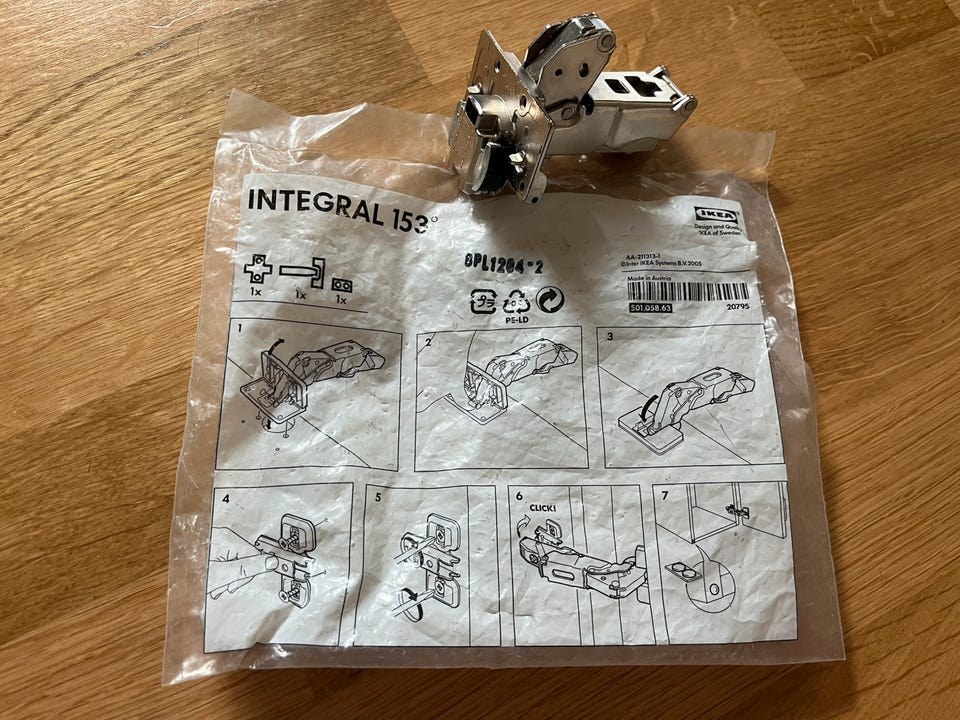 INTEGRAL 153°
IKEA
Design and Quality
IKEA of Sweden
1x
1x
1x
8PL1204-2
PE-LD
AA-211313-1
©Inter IKEA Systems B.V. 2005
Made in Austria
501.058.63
20795
1
2
3
4
5
6
CLICK!
7